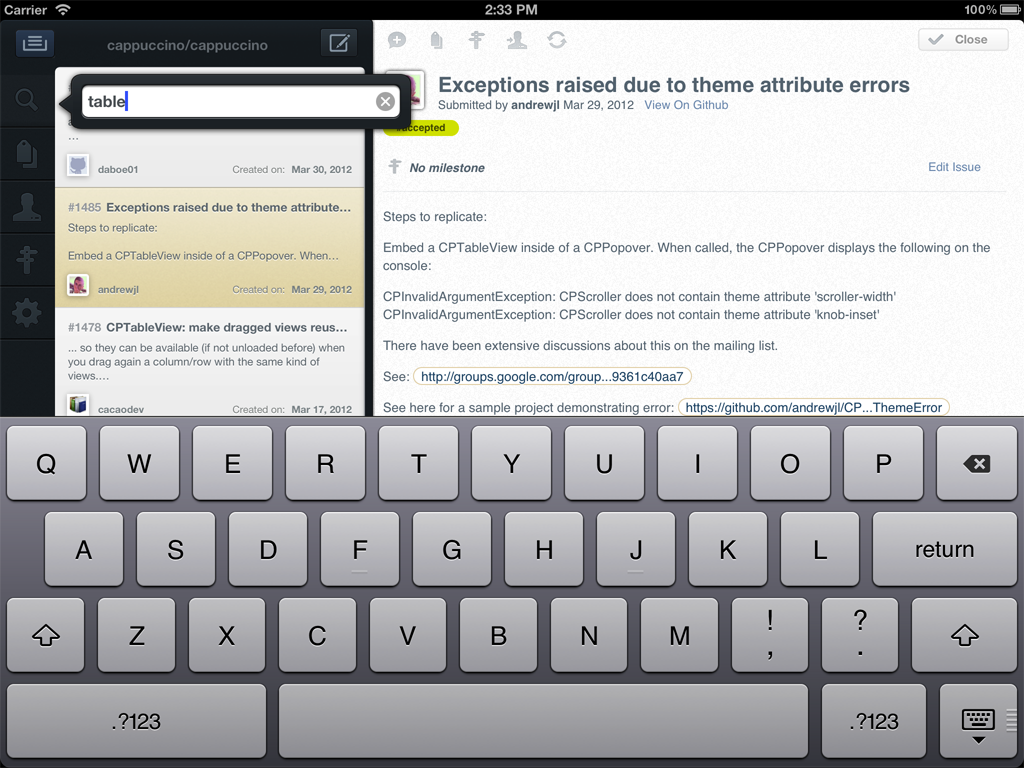 Carrier
2:33 PM
100%
cappuccino/cappuccino
Close
table
...
daboe01 Created on: Mar 30, 2012
#1485 Exceptions raised due to theme attribute...
Steps to replicate:
Embed a CPTableView inside of a CPPopover. When...
andrewjl Created on: Mar 29, 2012
#1478 CPTableView: make dragged views reus...
... so they can be available (if not unloaded before) when
you drag again a column/row with the same kind of
views....
cacaodev Created on: Mar 17, 2012
Exceptions raised due to theme attribute errors
Submitted by andrewjl Mar 29, 2012 View On Github
accepted
No milestone
Edit Issue
Steps to replicate:
Embed a CPTableView inside of a CPPopover. When called, the CPPopover displays the following on the
console:
CPInvalidArgumentException: CPScroller does not contain theme attribute 'scroller-width'
CPInvalidArgumentException: CPScroller does not contain theme attribute 'knob-inset'
There have been extensive discussions about this on the mailing list.
See: http://groups.google.com/group...9361c40aa7
See here for a sample project demonstrating error: https://github.com/andrewjl/CP...ThemeError
Q W E R T Y U I O P
A S D F G H J K L return
Z X C V B N M ! , ? .
.?123 .?123